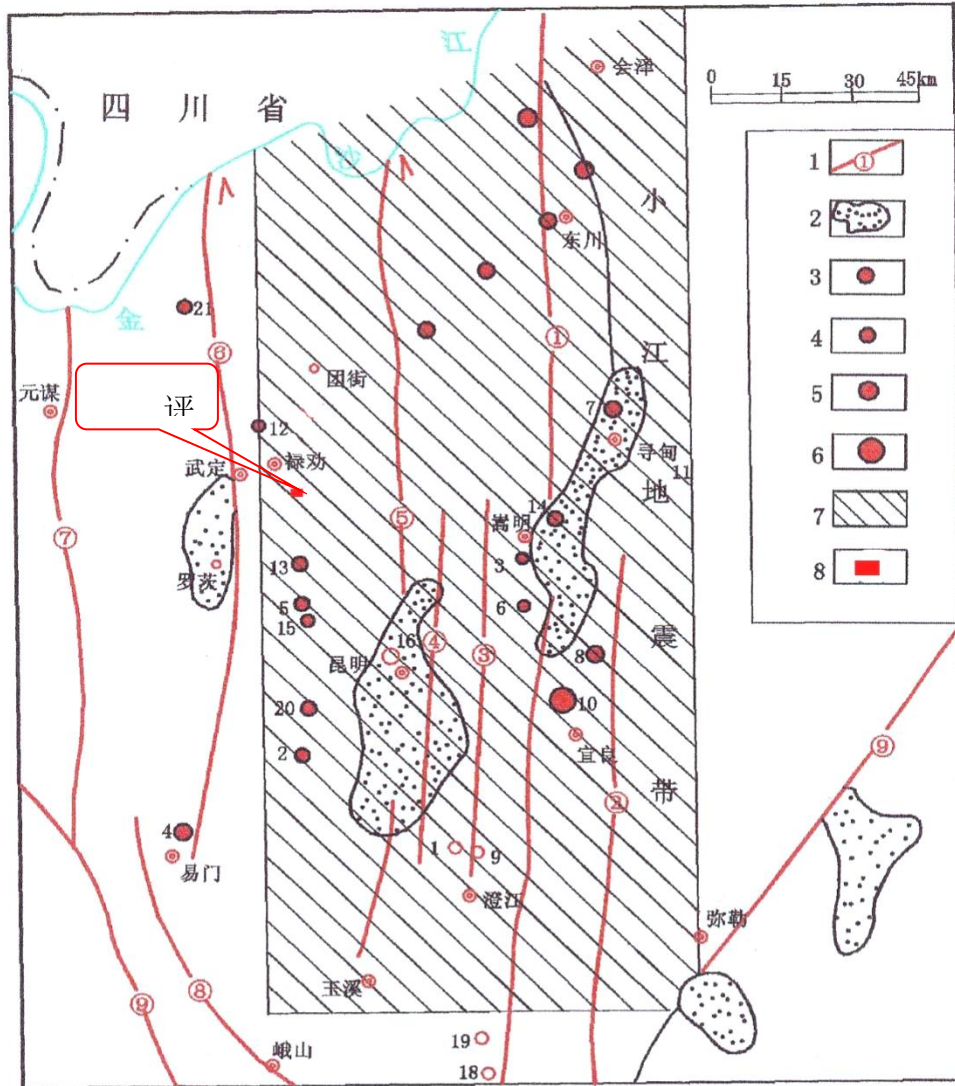 江
会泽
0 15 30 45km
四川省
沙
小
1 ①
2
东川
3
金
21
江
①
4
⑥
团街
元谋
评
7
5
12
寻甸
禄劝
11
武定
地
6
14
⑤
嵩明
7
⑦
3
13
罗茨
8
5
6
15
震
16
④
③
8
昆明
20
10
宜良
⑨
2
带
②
4
1
9
易门
澄江
弥勒
玉溪
⑧
⑨
19
峨山
18